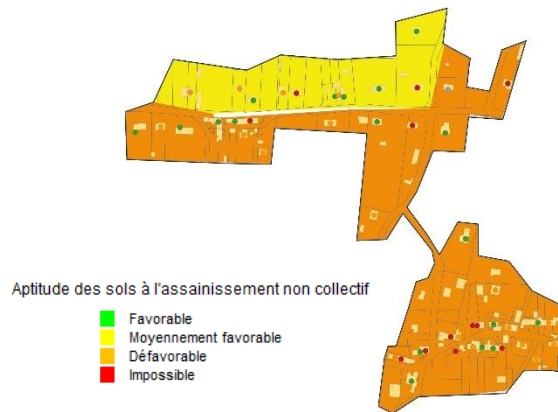 Aptitude des sols à l'assainissement non collectif
Favorable
Moyennement favorable
Défavorable
Impossible